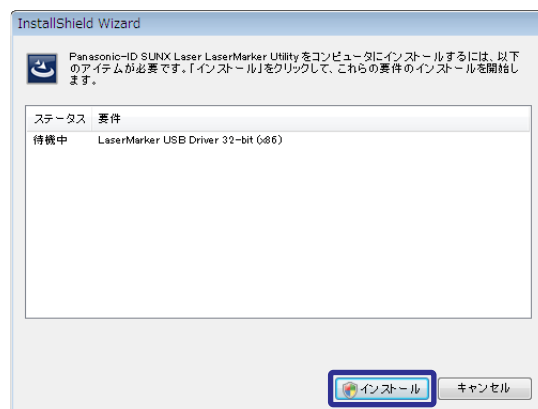 InstallShield Wizard
Panasonic-ID SUNX Laser LaserMarker Utility をコンピュータにインストールするには、以下
のアイテムが必要です。「インストール」をクリックして、これらの要件のインストールを開始し
ます。
ステータス 要件
待機中 LaserMarker USB Driver 32-bit (x86)
インストール キャンセル